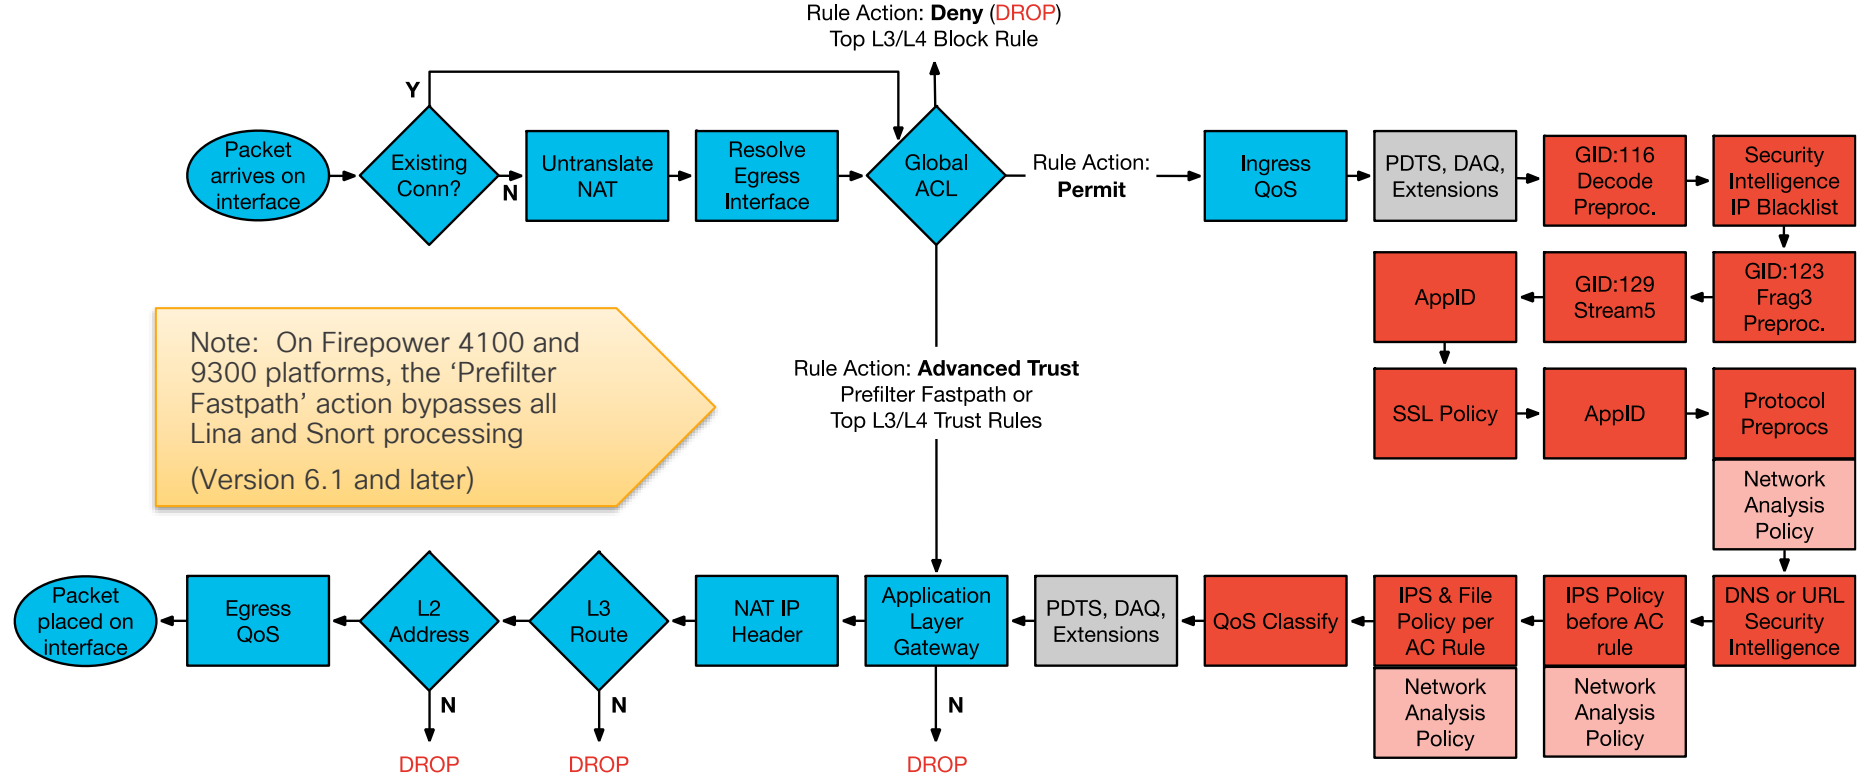 Rule Action: Deny (DROP)
Top L3/L4 Block Rule
Y
Packet
arrives on
interface
Existing
Conn?
N
Untranslate
NAT
Resolve
Egress
Interface
Global
ACL
Rule Action:
Permit
Ingress
QoS
PDTS, DAQ,
Extensions
GID:116
Decode
Preproc.
Security
Intelligence
IP Blacklist
AppID
GID:129
Stream5
GID:123
Frag3
Preproc.
Note: On Firepower 4100 and
9300 platforms, the ‘Prefilter
Fastpath’ action bypasses all
Lina and Snort processing
(Version 6.1 and later)
Rule Action: Advanced Trust
Prefilter Fastpath or
Top L3/L4 Trust Rules
SSL Policy
AppID
Protocol
Preprocs
Network
Analysis
Policy
Packet
placed on
interface
Egress
QoS
L2
Address
L3
Route
NAT IP
Header
Application
Layer
Gateway
PDTS, DAQ,
Extensions
QoS Classify
IPS & File
Policy per
AC Rule
IPS Policy
before AC
rule
DNS or URL
Security
Intelligence
Network
Analysis
Policy
Network
Analysis
Policy
N
N
N
DROP
DROP
DROP